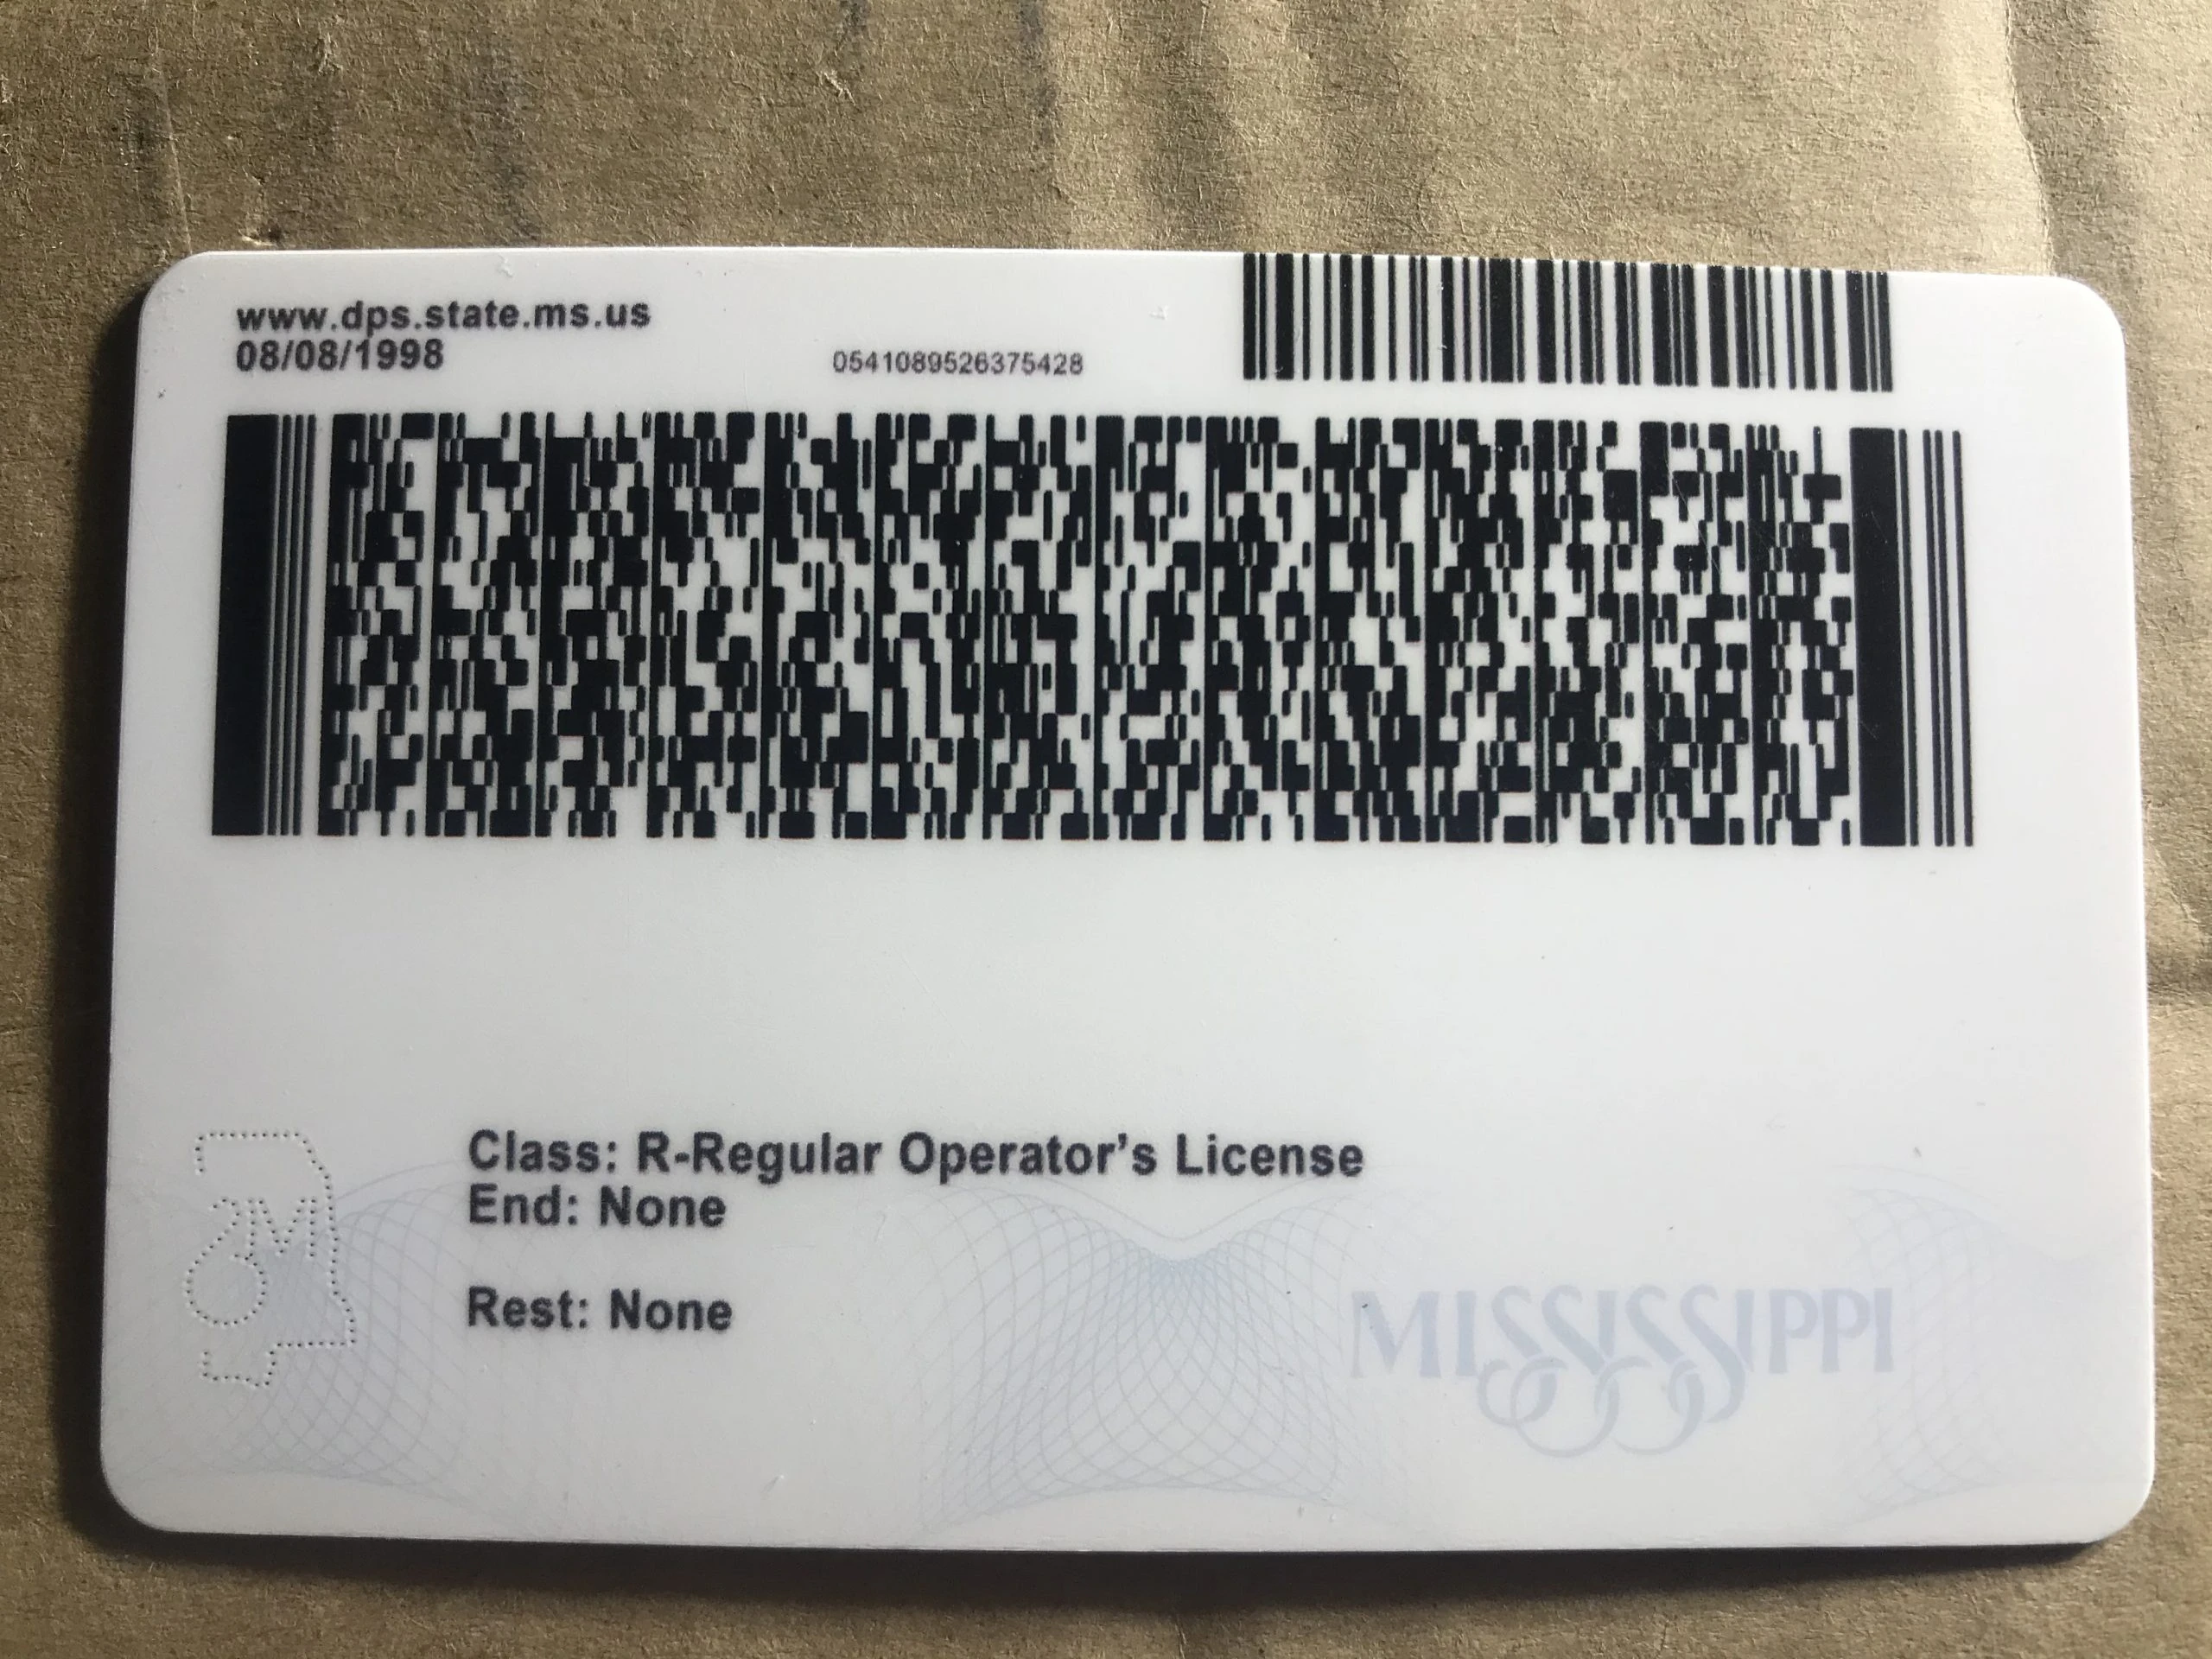 www.dps.state.ms.us
08/08/1998
0541089526375428
Class: R-Regular Operator's License
End: None
Rest: None
MISSISSIPPI